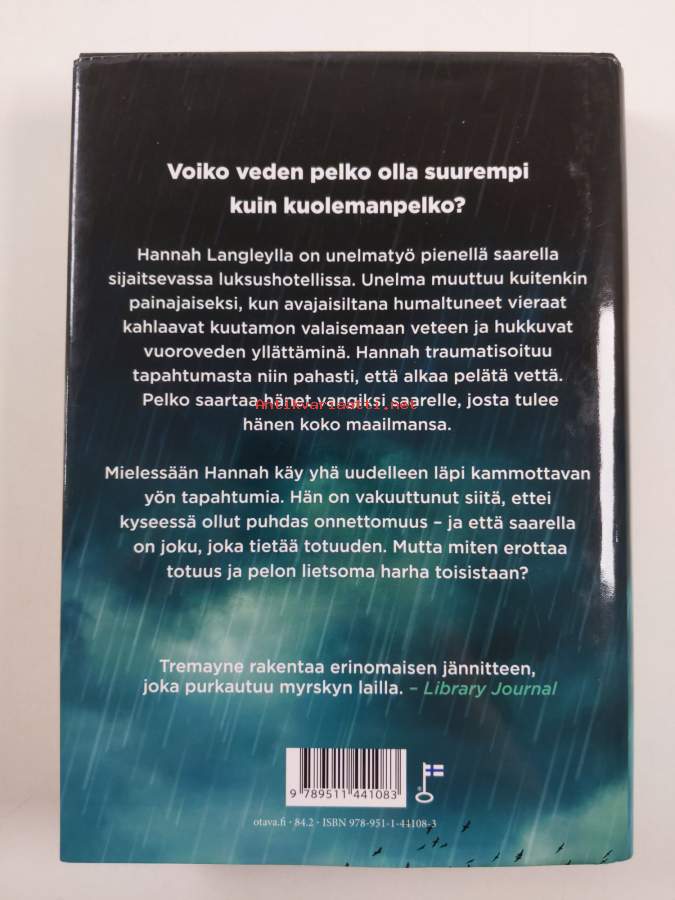 Voiko veden pelko olla suurempi
kuin kuolemanpelko?
Hannah Langleylla on unelmatyö pienellä saarella
sijaitsevassa luksushotellissa. Unelma muuttuu kuitenkin
painajaiseksi, kun avajaisiltana humaltuneet vieraat
kahlaavat kuutamon valaisemaan veteen ja hukkuvat
vuoroveden yllättäminä. Hannah traumatisoituu
tapahtumasta niin pahasti, että alkaa pelätä vettä.
Pelko saartaa hänet vangiksi saarelle, josta tulee
Antikvariaatti.net
hänen koko maailmansa.
Mielessään Hannah käy yhä uudelleen läpi kammottavan
yön tapahtumia. Hän on vakuuttunut siitä, ettei
kyseessä ollut puhdas onnettomuus – ja että saarella
on joku, joka tietää totuuden. Mutta miten erottaa
totuus ja pelon lietsoma harha toisistaan?
Tremayne rakentaa erinomaisen jännitteen,
joka purkautuu myrskyn lailla. – Library Journal
9 789511 441083
otava.fi · 84.2 · ISBN 978-951-1-44108-3